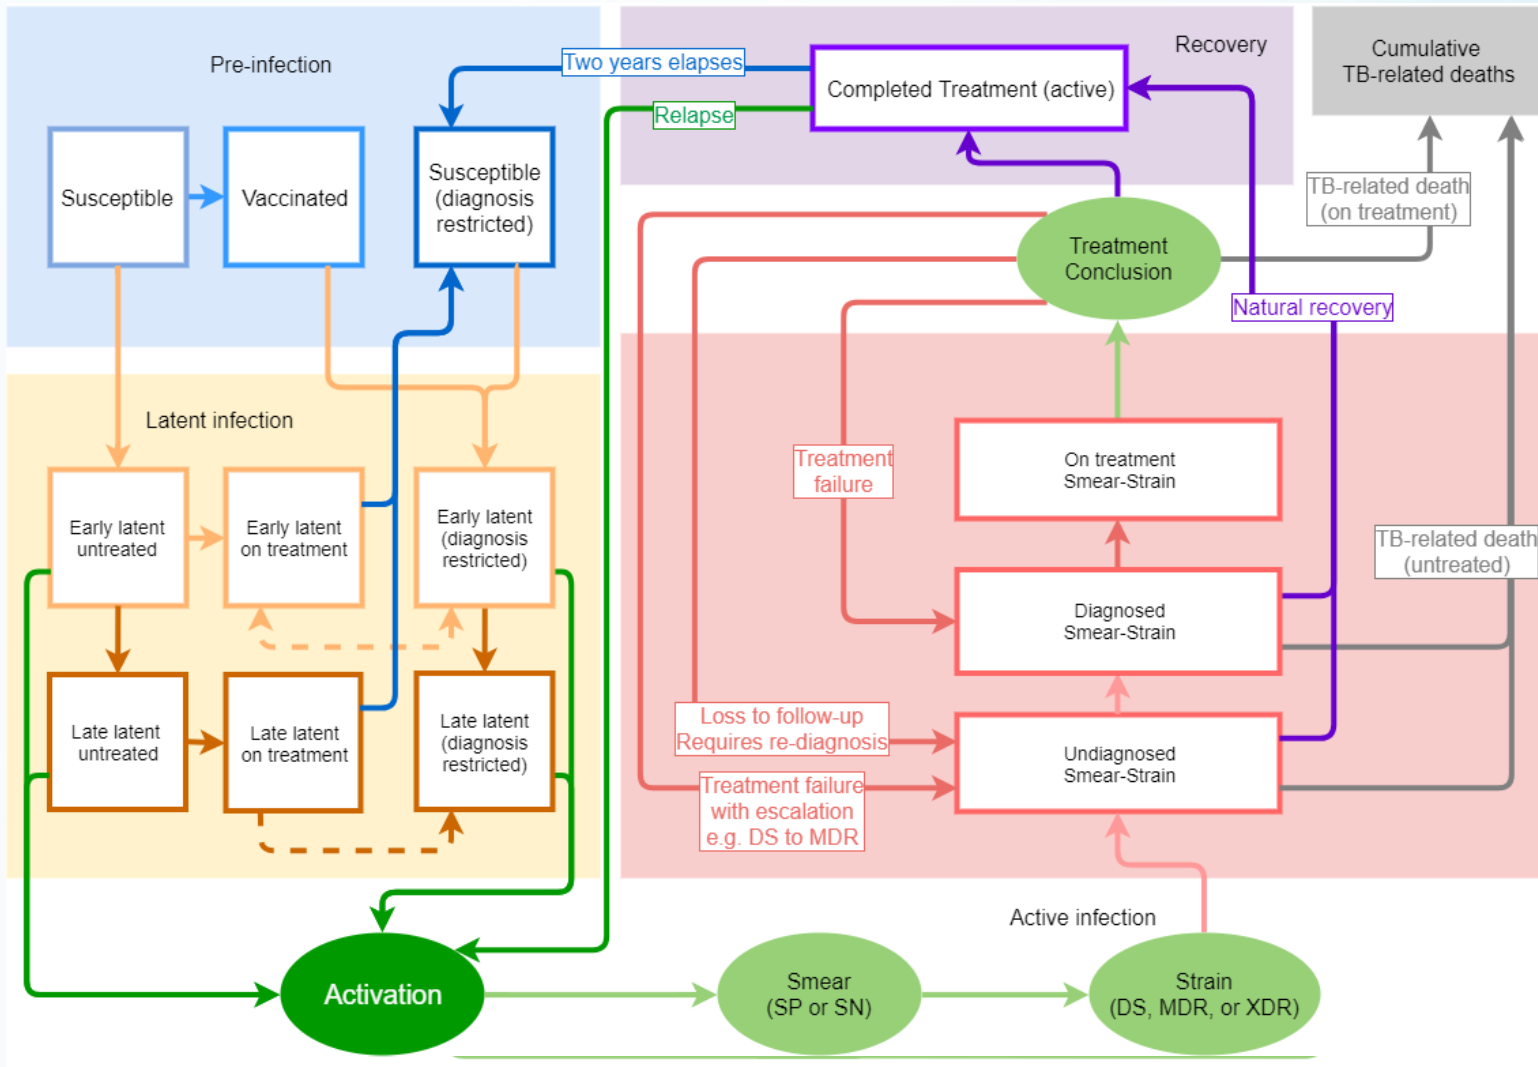 Pre-infection
Two years elapses
Relapse
Completed Treatment (active)
Recovery
Cumulative
TB-related deaths
Susceptible
Vaccinated
Susceptible
(diagnosis
restricted)
TB-related death
(on treatment)
Treatment
Conclusion
Natural recovery
Latent infection
Treatment
failure
On treatment
Smear-Strain
Early latent
untreated
Early latent
on treatment
Early latent
(diagnosis
restricted)
TB-related death
(untreated)
Diagnosed
Smear-Strain
Late latent
untreated
Late latent
on treatment
Late latent
(diagnosis
restricted)
Loss to follow-up
Requires re-diagnosis
Undiagnosed
Smear-Strain
Treatment failure
with escalation
e.g. DS to MDR
Active infection
Activation
Smear
(SP or SN)
Strain
(DS, MDR, or XDR)